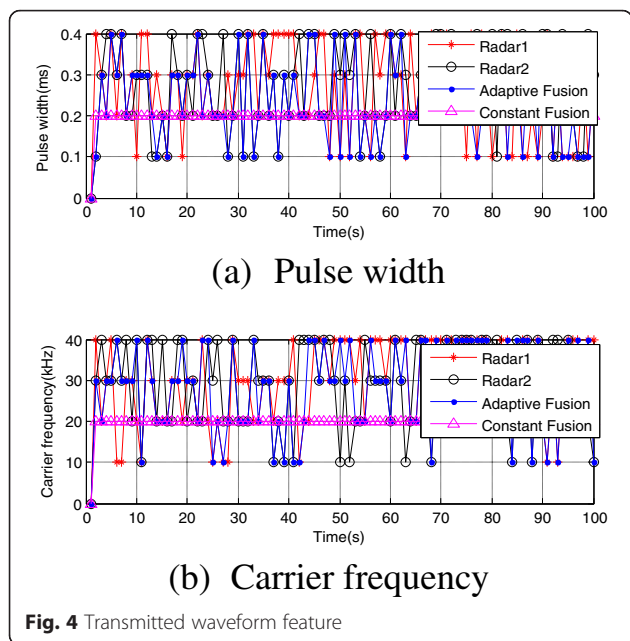 0.4
0.3
0.2
0.1
0
Pulse width(ms)
Radar1
Radar2
Adaptive Fusion
Constant Fusion
0 10 20 30 40 50 60 70 80 90 100
Time(s)
(a) Pulse width
40
30
20
10
0
Carrier frequency(kHz)
Radar1
Radar2
Adaptive Fusion
Constant Fusion
0 10 20 30 40 50 60 70 80 90 100
Time(s)
(b) Carrier frequency
Fig. 4 Transmitted waveform feature